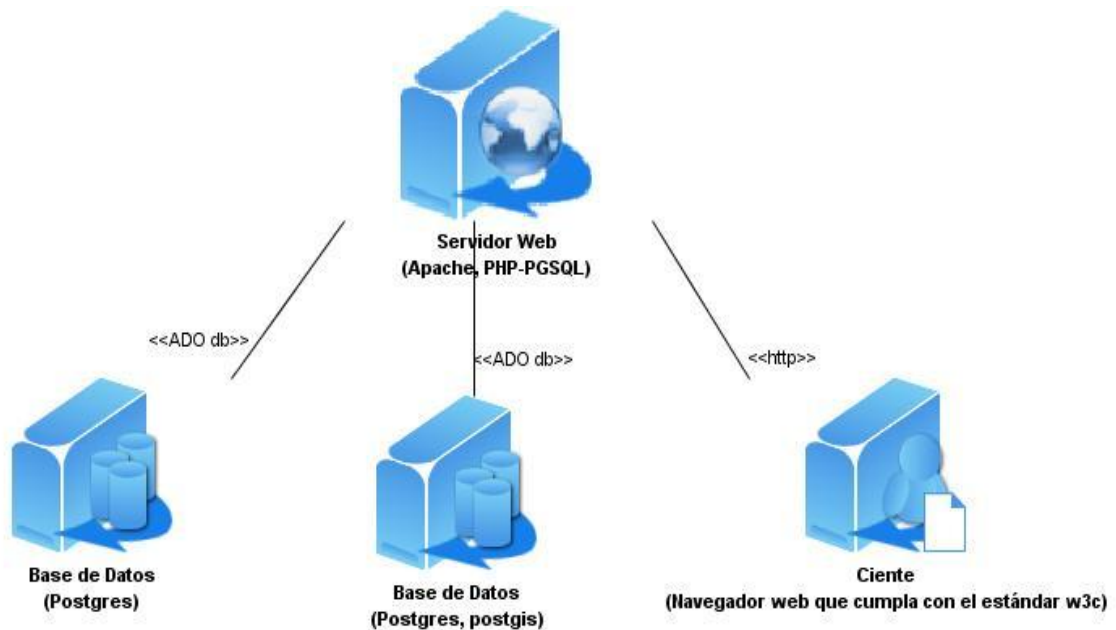 Servidor Web
(Apache, PHP-PGSQL)
<<ADO db>>
<<ADO db>>
<<http>>
Base de Datos
(Postgres)
Base de Datos
(Postgres, postgis)
Ciente
(Navegador web que cumpla con el estándar w3c)